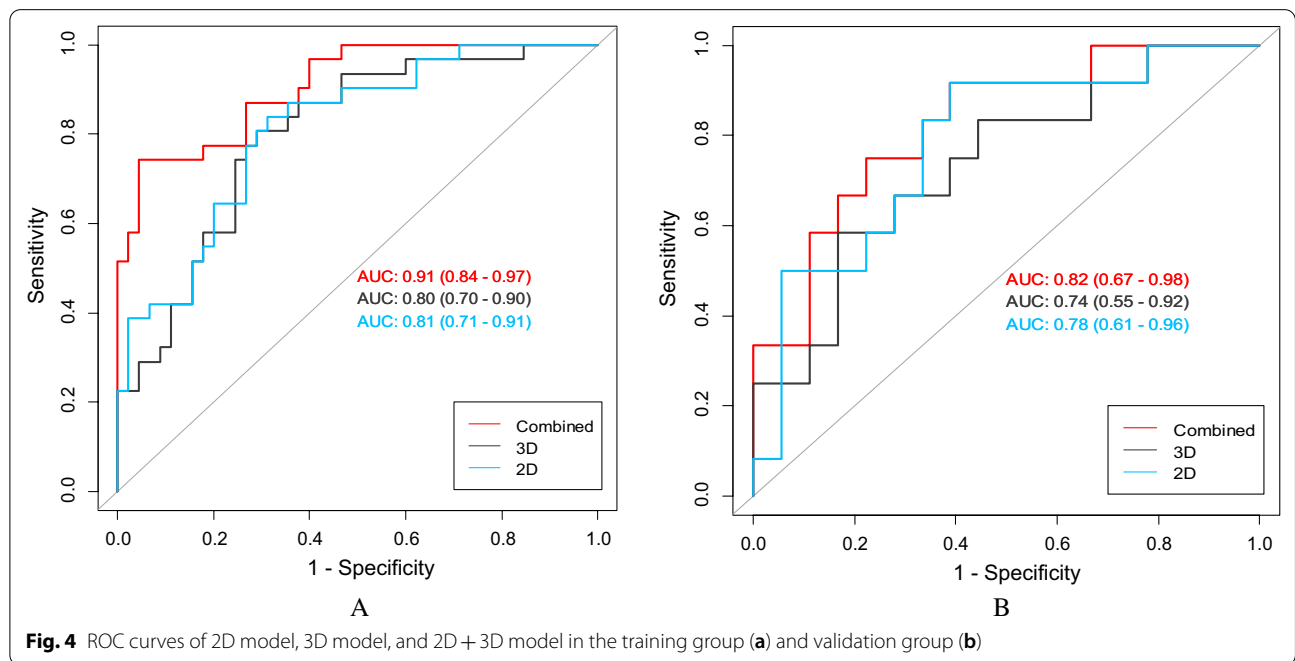 1.0
0.8
0.6
0.4
0.2
0.0
Sensitivity
AUC: 0.91 (0.84 - 0.97)
AUC: 0.80 (0.70 - 0.90)
AUC: 0.81 (0.71 - 0.91)
Combined
3D
2D
0.0 0.2 0.4 0.6 0.8 1.0
1 - Specificity
A
1.0
0.8
0.6
0.4
0.2
0.0
Sensitivity
AUC: 0.82 (0.67 - 0.98)
AUC: 0.74 (0.55 - 0.92)
AUC: 0.78 (0.61 - 0.96)
Combined
3D
2D
0.0 0.2 0.4 0.6 0.8 1.0
1 - Specificity
B
Fig. 4 ROC curves of 2D model, 3D model, and 2D + 3D model in the training group (a) and validation group (b)